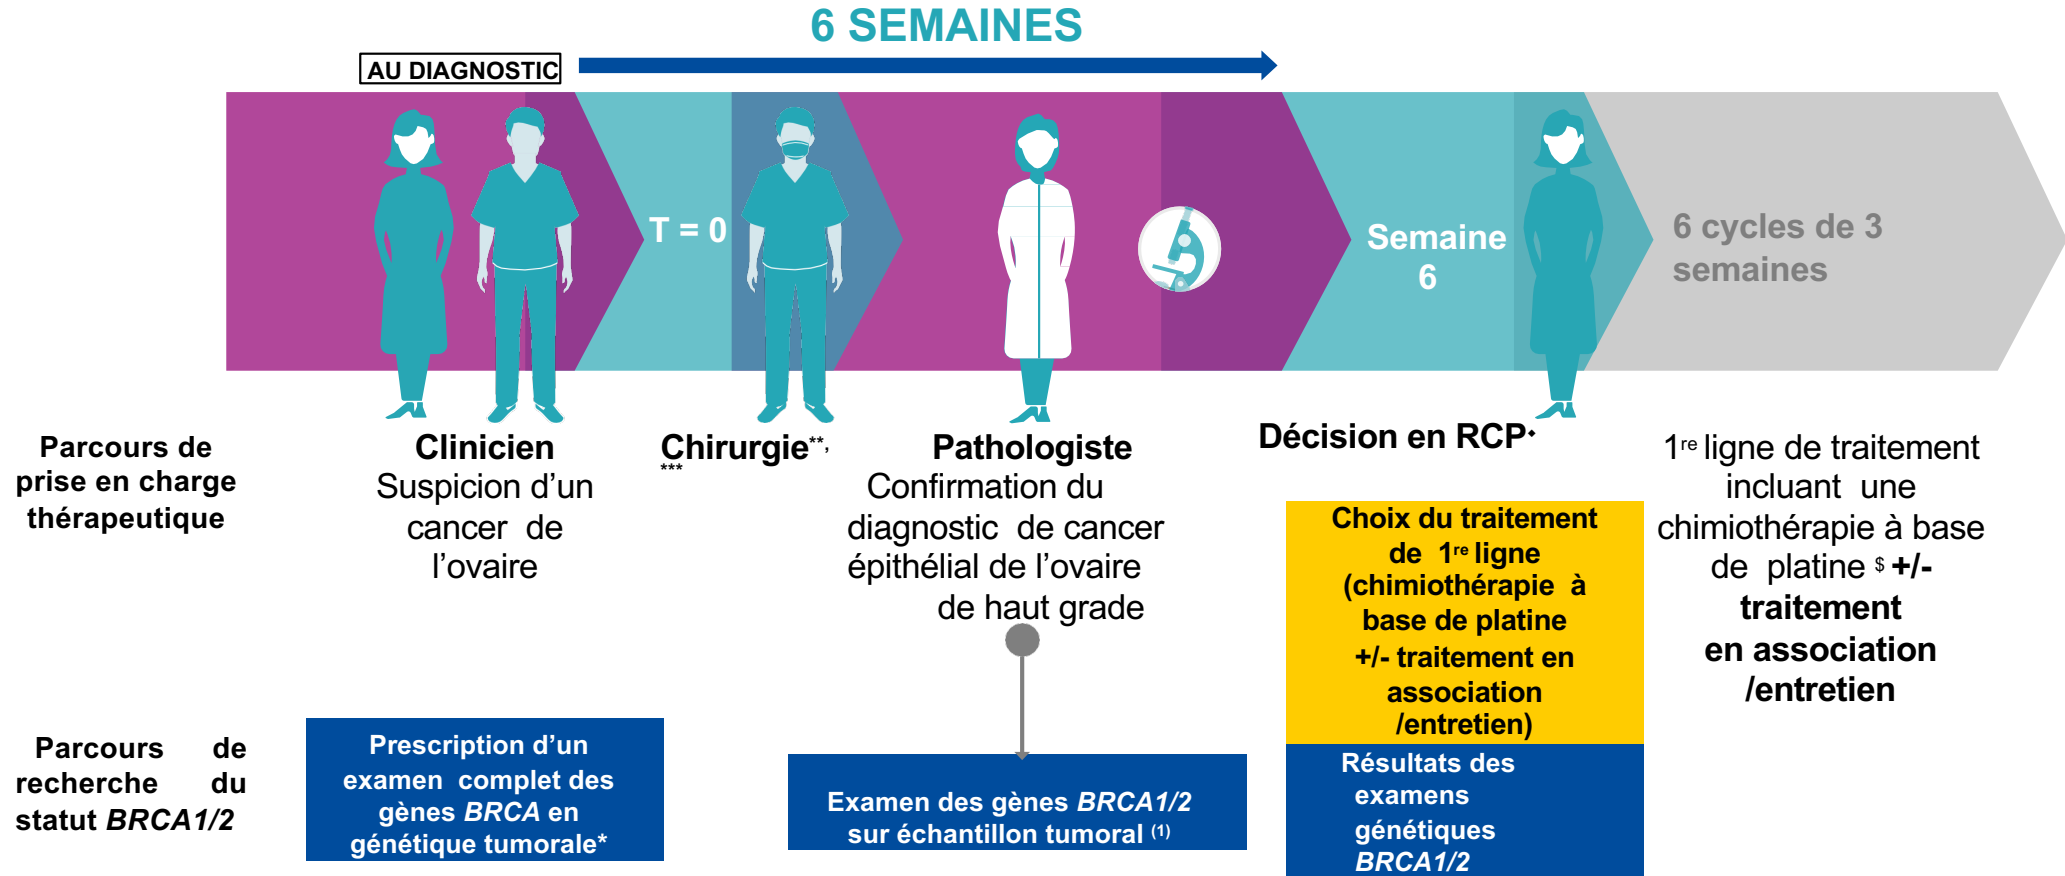 6 SEMAINES
AU DIAGNOSTIC
T = 0
Semaine
6
6 cycles de 3
semaines
Parcours de
prise en charge
thérapeutique
Clinicien
Suspicion d’un
cancer de
l’ovaire
Chirurgie**,
***
Pathologiste
Confirmation du
diagnostic de cancer
épithélial de l’ovaire
de haut grade
Décision en RCP⬥
Choix du traitement
de 1re ligne
(chimiothérapie à
base de platine
+/- traitement en
association
/entretien)
1re ligne de traitement
incluant une
chimiothérapie à base
de platine $ +/-
traitement
en association
/entretien
Parcours de
recherche du
statut BRCA1/2
Prescription d’un
examen complet des
gènes BRCA en
génétique tumorale*
Examen des gènes BRCA1/2
sur échantillon tumoral (1)
Résultats des
examens
génétiques
BRCA1/2